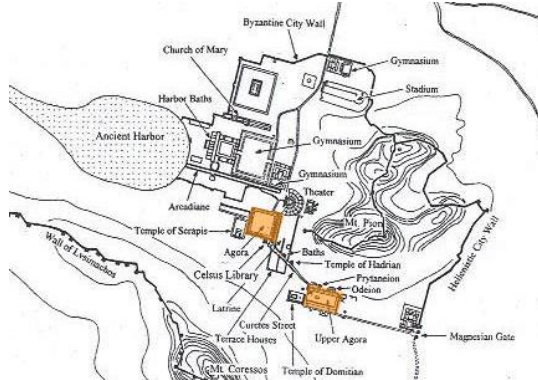 Byzantine City Wall
Church of Mary
Gymnasium
Stadium
Harbor Baths
Ancient Harbor
Gymnasium
Gymnasium
Theater
Arcadiane
Mt. Pion
Hellenistic City Wall
Temple of Serapis
Agora
Baths
Wall of Lysimachos
Temple of Hadrian
Celsus Library
Prytaneion
Odeion
Latrine
Curetes Street
Upper Agora
Terrace Houses
Magnesian Gate
Mt. Coressos
Temple of Domitian